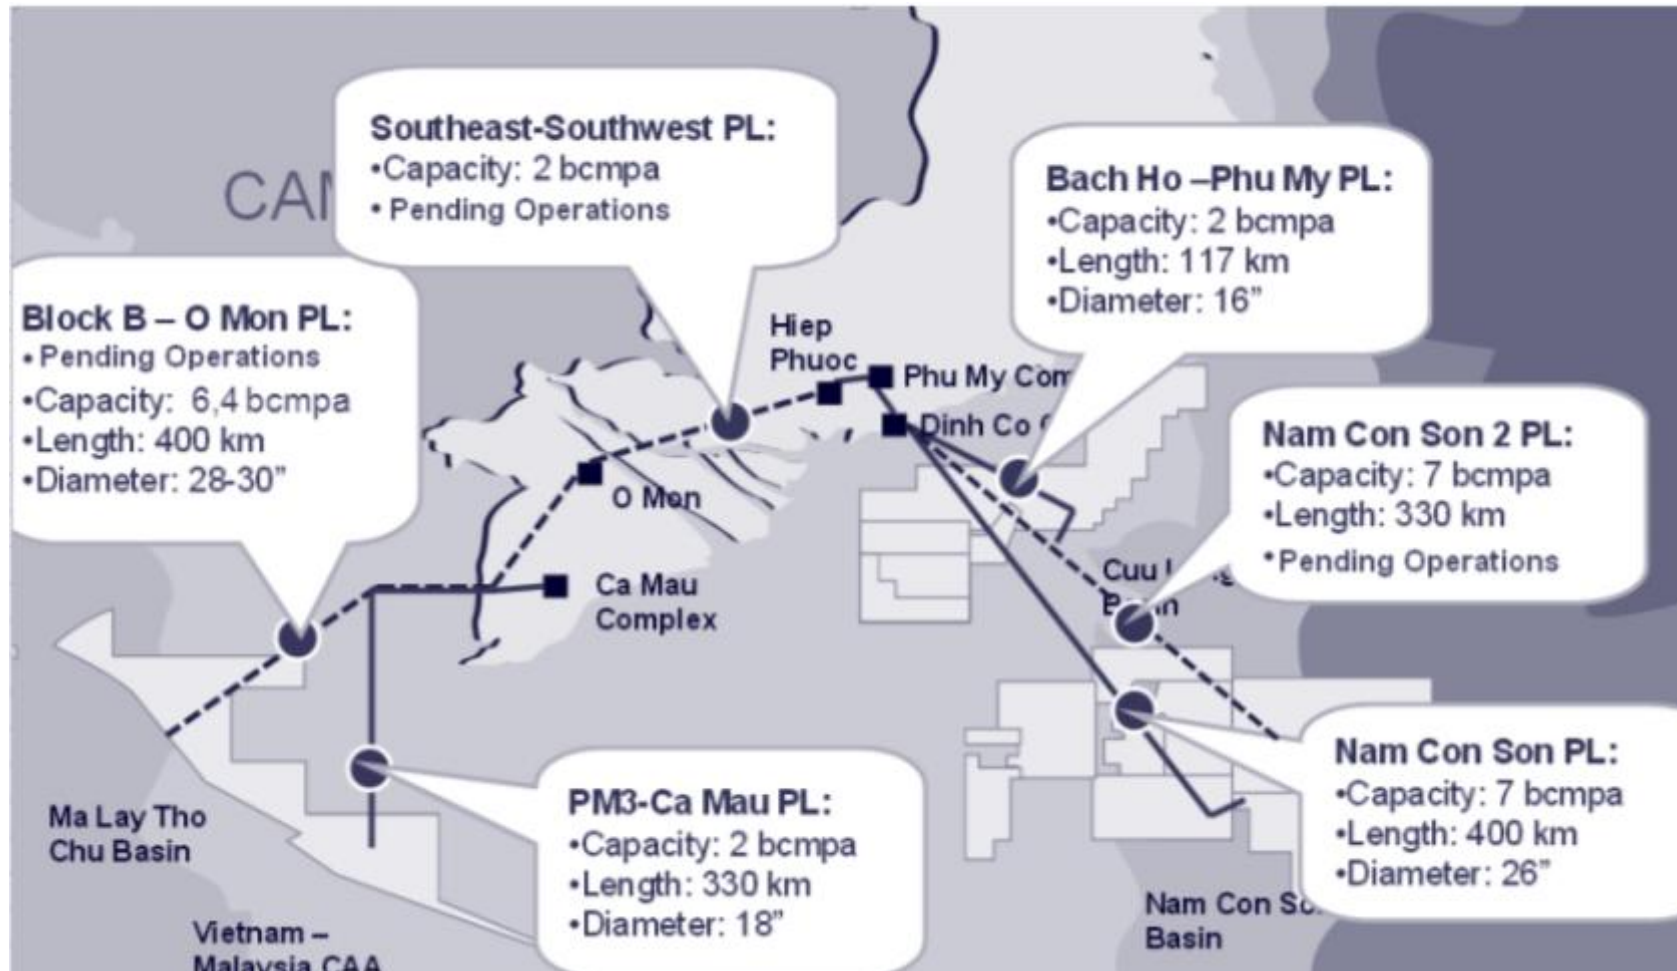 CAM
Southeast-Southwest PL:
•Capacity: 2 bcmpa
• Pending Operations
Bach Ho –Phu My PL:
•Capacity: 2 bcmpa
•Length: 117 km
•Diameter: 16”
Block B – O Mon PL:
• Pending Operations
•Capacity: 6,4 bcmpa
•Length: 400 km
•Diameter: 28-30”
Hiep
Phuoc
Phu My Com
Dinh Co
Nam Con Son 2 PL:
•Capacity: 7 bcmpa
•Length: 330 km
•Pending Operations
O Mon
Ca Mau
Complex
Cuu
Nam Con Son PL:
•Capacity: 7 bcmpa
•Length: 400 km
•Diameter: 26”
PM3-Ca Mau PL:
•Capacity: 2 bcmpa
•Length: 330 km
•Diameter: 18”
Ma Lay Tho
Chu Basin
Nam Con
Basin
Vietnam –
Malaysia CAA